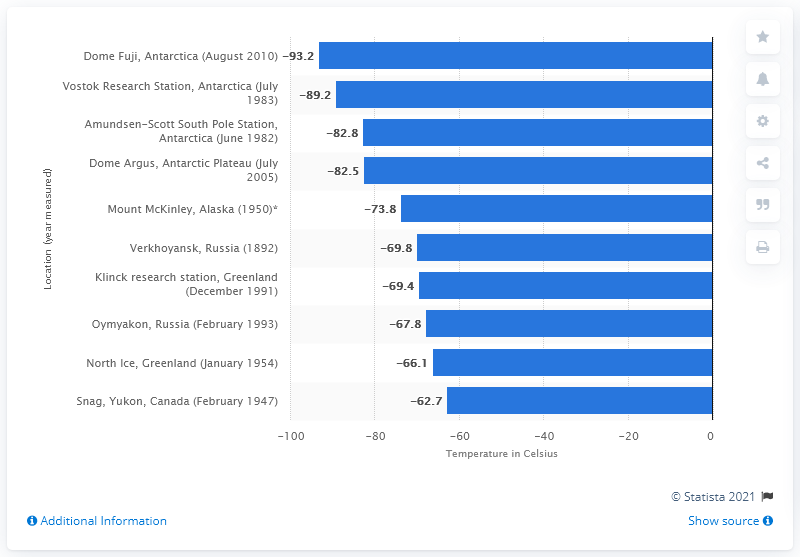 Dome Fuji, Antarctica (August 2010) −93.2
Vostok Research Station, Antarctica (July
1983)
−89.2
Amundsen−Scott South Pole Station,
Antarctica (June 1982)
−82.8
Dome Argus, Antarctic Plateau (July
2005)
−82.5
Mount McKinley, Alaska (1950)*
−73.8
Verkhoyansk, Russia (1892)
−69.8
Klinck research station, Greenland
(December 1991)
−69.4
Oymyakon, Russia (February 1993)
−67.8
North Ice, Greenland (January 1954)
−66.1
Snag, Yukon, Canada (February 1947)
−62.7
Location (year measured)
−100 −80 −60 −40 −20 0
Temperature in Celsius
© Statista 2021
Additional Information
Show source